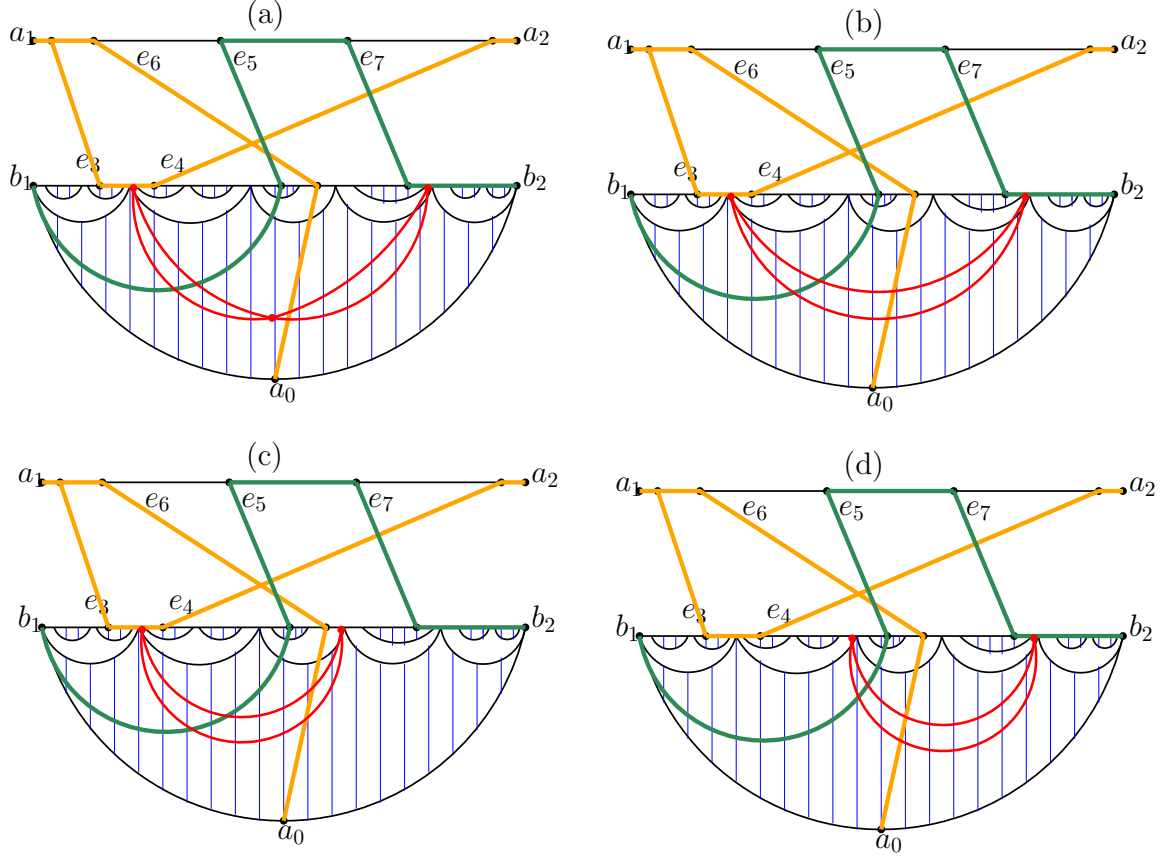 (a)
(b)
a₁ a₂
a₁ a₂
e₆ e₅ e₇
e₆ e₅ e₇
e₃ e₄
e₃ e₄
b₁ b₂
b₁ b₂
a₀
a₀
(c)
(d)
a₁ a₂
a₁ a₂
e₆ e₅ e₇
e₆ e₅ e₇
e₃ e₄
e₃ e₄
b₁ b₂
b₁ b₂
a₀
a₀